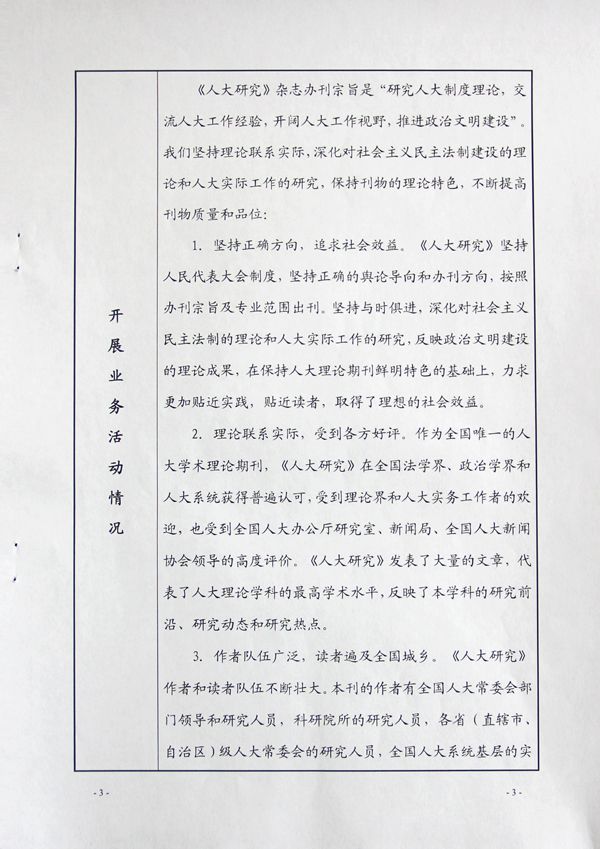 开展业务活动情况
《人大研究》杂志办刊宗旨是“研究人大制度理论，交
流人大工作经验，开阔人大工作视野，推进政治文明建设”。
我们坚持理论联系实际，深化对社会主义民主法制建设的理
论和人大实际工作的研究，保持刊物的理论特色，不断提高
刊物质量和品位：
1．坚持正确方向，追求社会效益。《人大研究》坚持
人民代表大会制度，坚持正确的舆论导向和办刊方向，按照
办刊宗旨及专业范围出刊。坚持与时俱进，深化对社会主义
民主法制的理论和人大实际工作的研究，反映政治文明建设
的理论成果，在保持人大理论期刊鲜明特色的基础上，力求
更加贴近实践，贴近读者，取得了理想的社会效益。
2．理论联系实际，受到各方好评。作为全国唯一的人
大学术理论期刊，《人大研究》在全国法学界、政治学界和
人大系统获得普遍认可，受到理论界和人大实务工作者的欢
迎，也受到全国人大办公厅研究室、新闻局、全国人大新闻
协会领导的高度评价。《人大研究》发表了大量的文章，代
表了人大理论学科的最高学术水平，反映了本学科的研究前
沿、研究动态和研究热点。
3．作者队伍广泛，读者遍及全国城乡。《人大研究》
作者和读者队伍不断壮大。本刊的作者有全国人大常委会部
门领导和研究人员，科研院所的研究人员，各省（直辖市、
自治区）级人大常委会的研究人员，全国人大系统基层的实
- 3 -
- 3 -